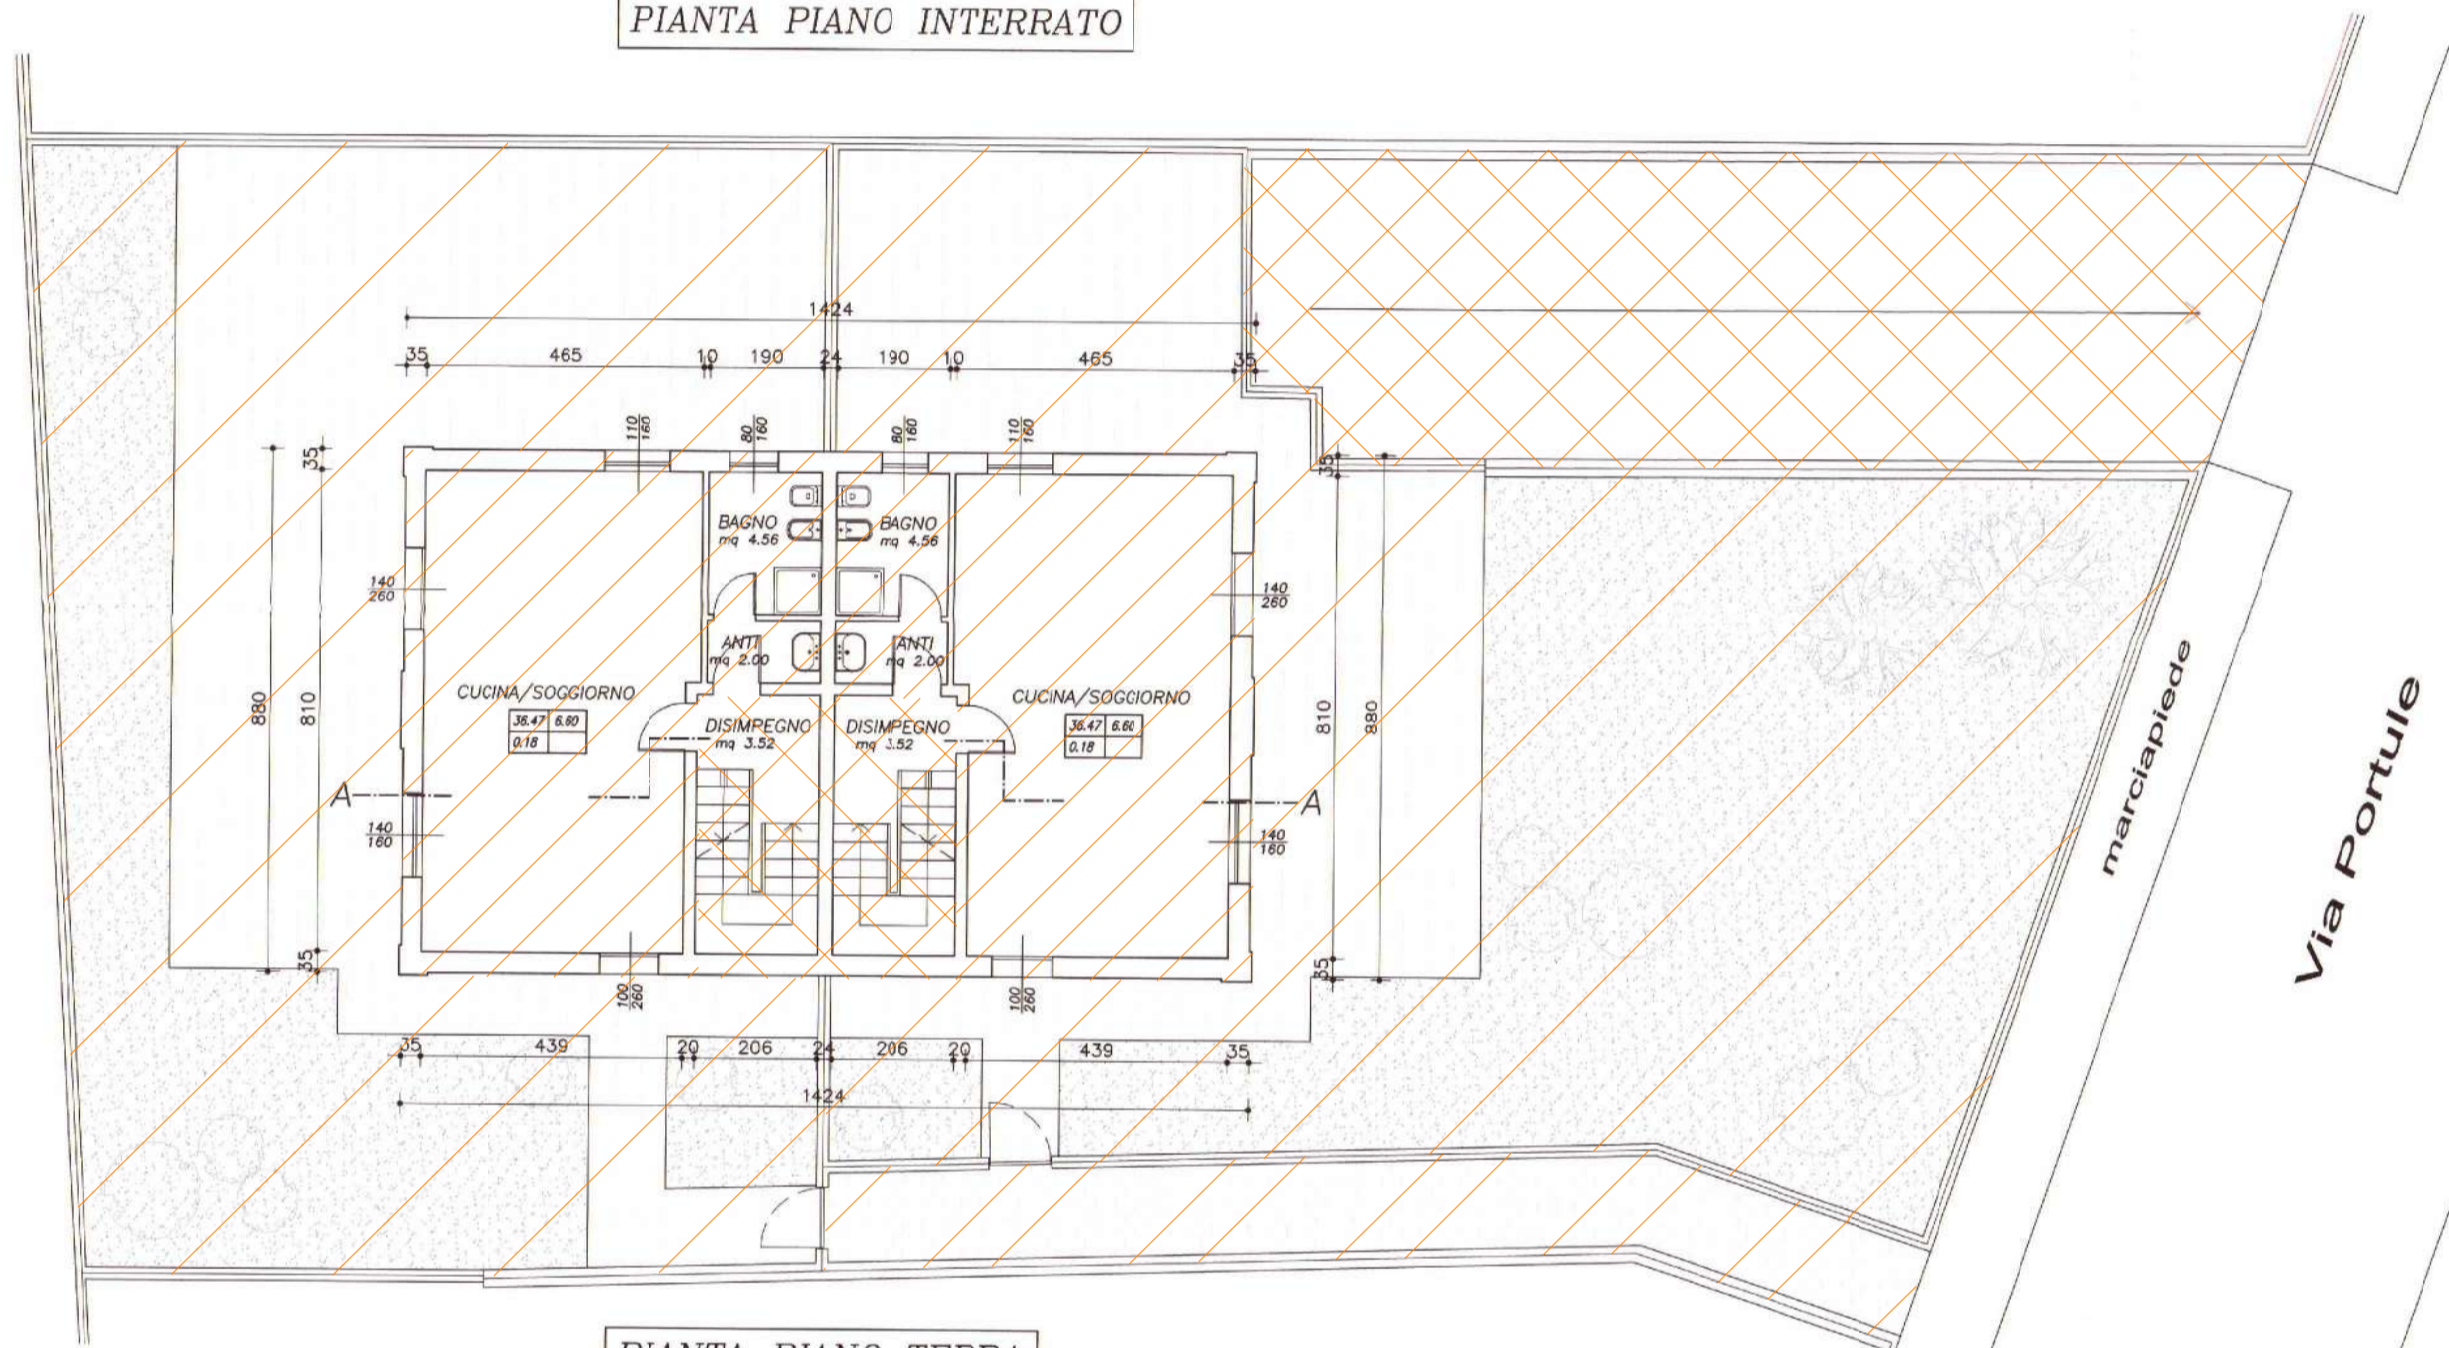 PIANTA PIANO INTERRATO
1424
35 465 10 190 24 190 10 465 35
110
160
80
160
80
160
110
160
35
35
BAGNO
mq 4.56
BAGNO
mq 4.56
140
260
140
260
ANTI
mq 2.00
ANTI
mq 2.00
CUCINA/SOGGIORNO
36.47 6.60
0.18
CUCINA/SOGGIORNO
36.47 6.60
0.18
DISIMPEGNO
mq 3.52
DISIMPEGNO
mq 3.52
880
810
810
880
marciapiede
Via Portule
A
A
140
160
140
160
35
35
100
260
100
260
35 439 20 206 24 206 20 439 35
1424
PIANTA PIANO TERRA